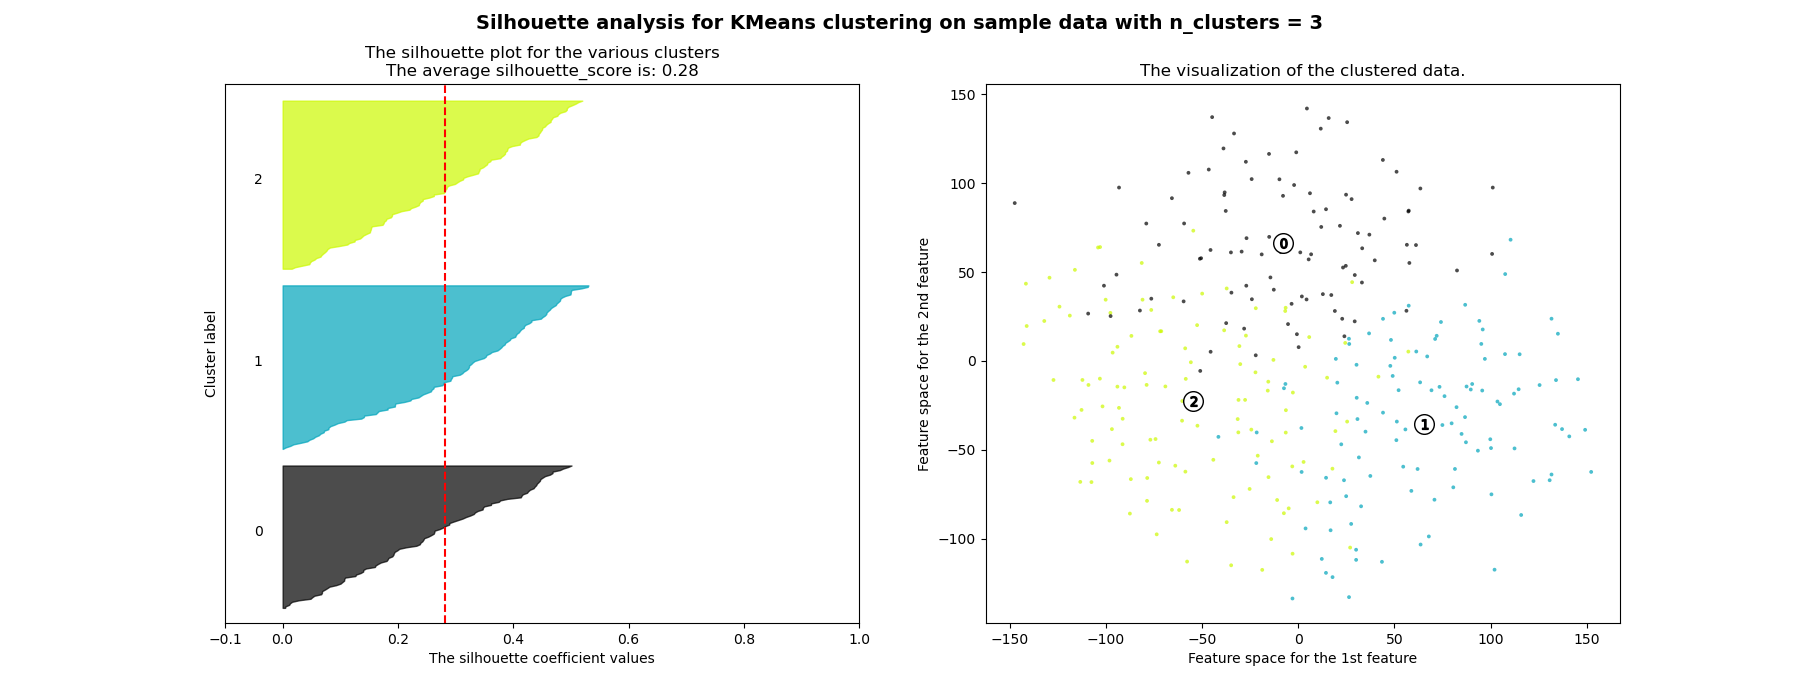 Silhouette analysis for KMeans clustering on sample data with n_clusters = 3
The silhouette plot for the various clusters
The average silhouette_score is: 0.28
Cluster label
2
1
0
−0.1 0.0 0.2 0.4 0.6 0.8 1.0
The silhouette coefficient values
The visualization of the clustered data.
Feature space for the 2nd feature
150
100
50
0
−50
−100
0
2
1
−150 −100 −50 0 50 100 150
Feature space for the 1st feature